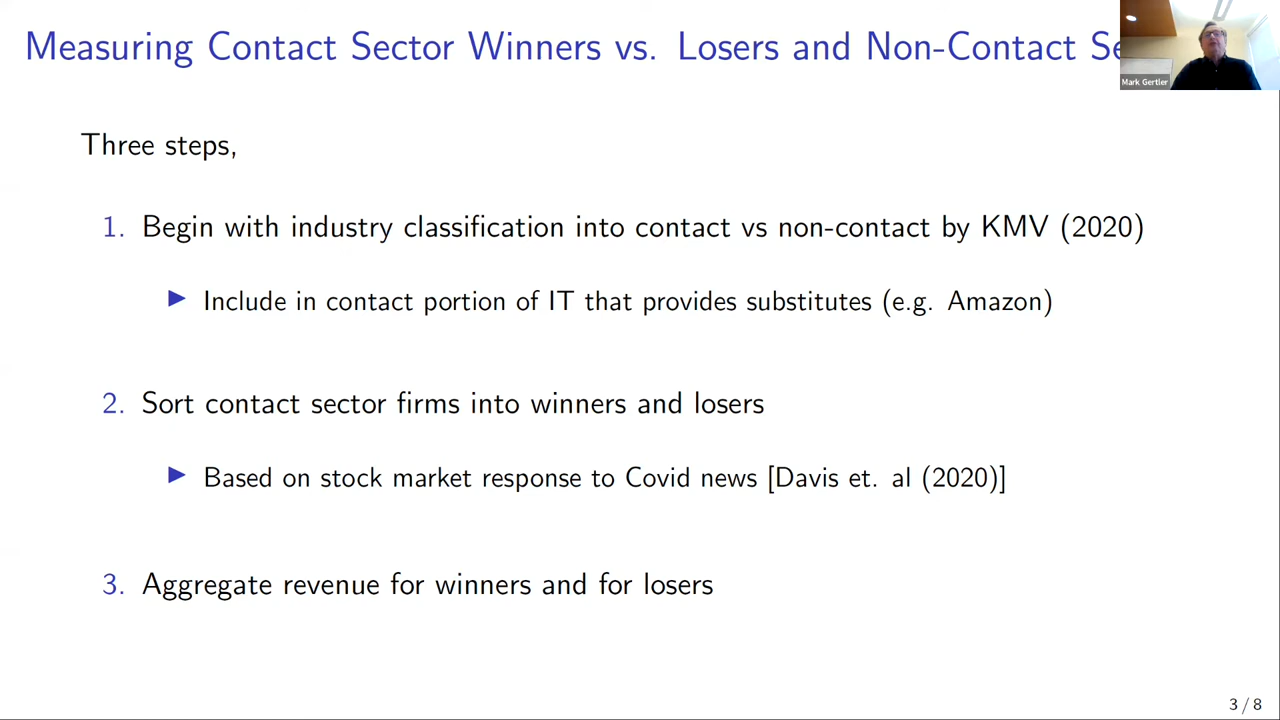 Measuring Contact Sector Winners vs. Losers and Non-Contact
Mark Gertler
Three steps,
1. Begin with industry classification into contact vs non-contact by KMV (2020)
▶ Include in contact portion of IT that provides substitutes (e.g. Amazon)
2. Sort contact sector firms into winners and losers
▶ Based on stock market response to Covid news [Davis et. al (2020)]
3. Aggregate revenue for winners and for losers
3 / 8